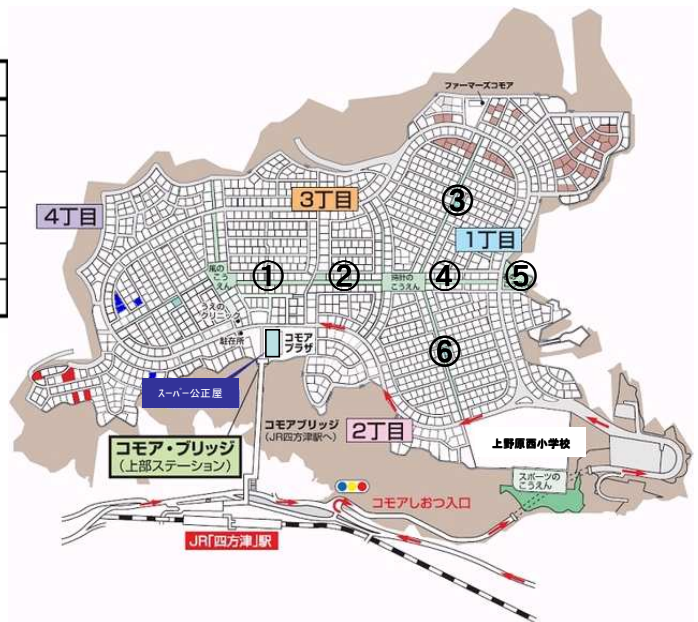 ファーマーズコモア
3丁目
③
4丁目
1丁目
風の
こう
えん
①
②
時計の
こうえん
④
⑤
うえの
クリニック
駐在所
コモア
プラザ
⑥
スーパー公正屋
コモアブリッジ
(JR四方津駅へ)
2丁目
上野原西小学校
コモア・ブリッジ
(上部ステーション)
スポーツの
こうえん
コモアしおつ入口
JR「四方津」駅